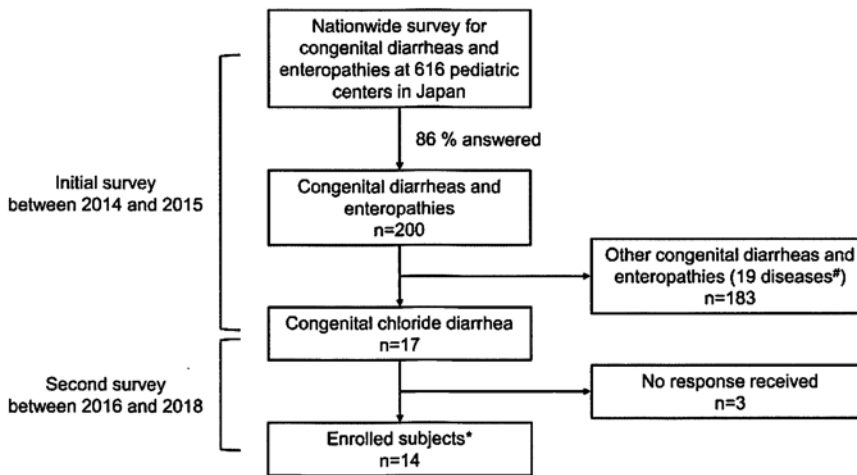 Nationwide survey for
congenital diarrheas and
enteropathies at 616 pediatric
centers in Japan
86 % answered
Initial survey
between 2014 and 2015
Congenital diarrheas and
enteropathies
n=200
Other congenital diarrheas and
enteropathies (19 diseases#)
n=183
Congenital chloride diarrhea
n=17
Second survey
between 2016 and 2018
No response received
n=3
Enrolled subjects*
n=14